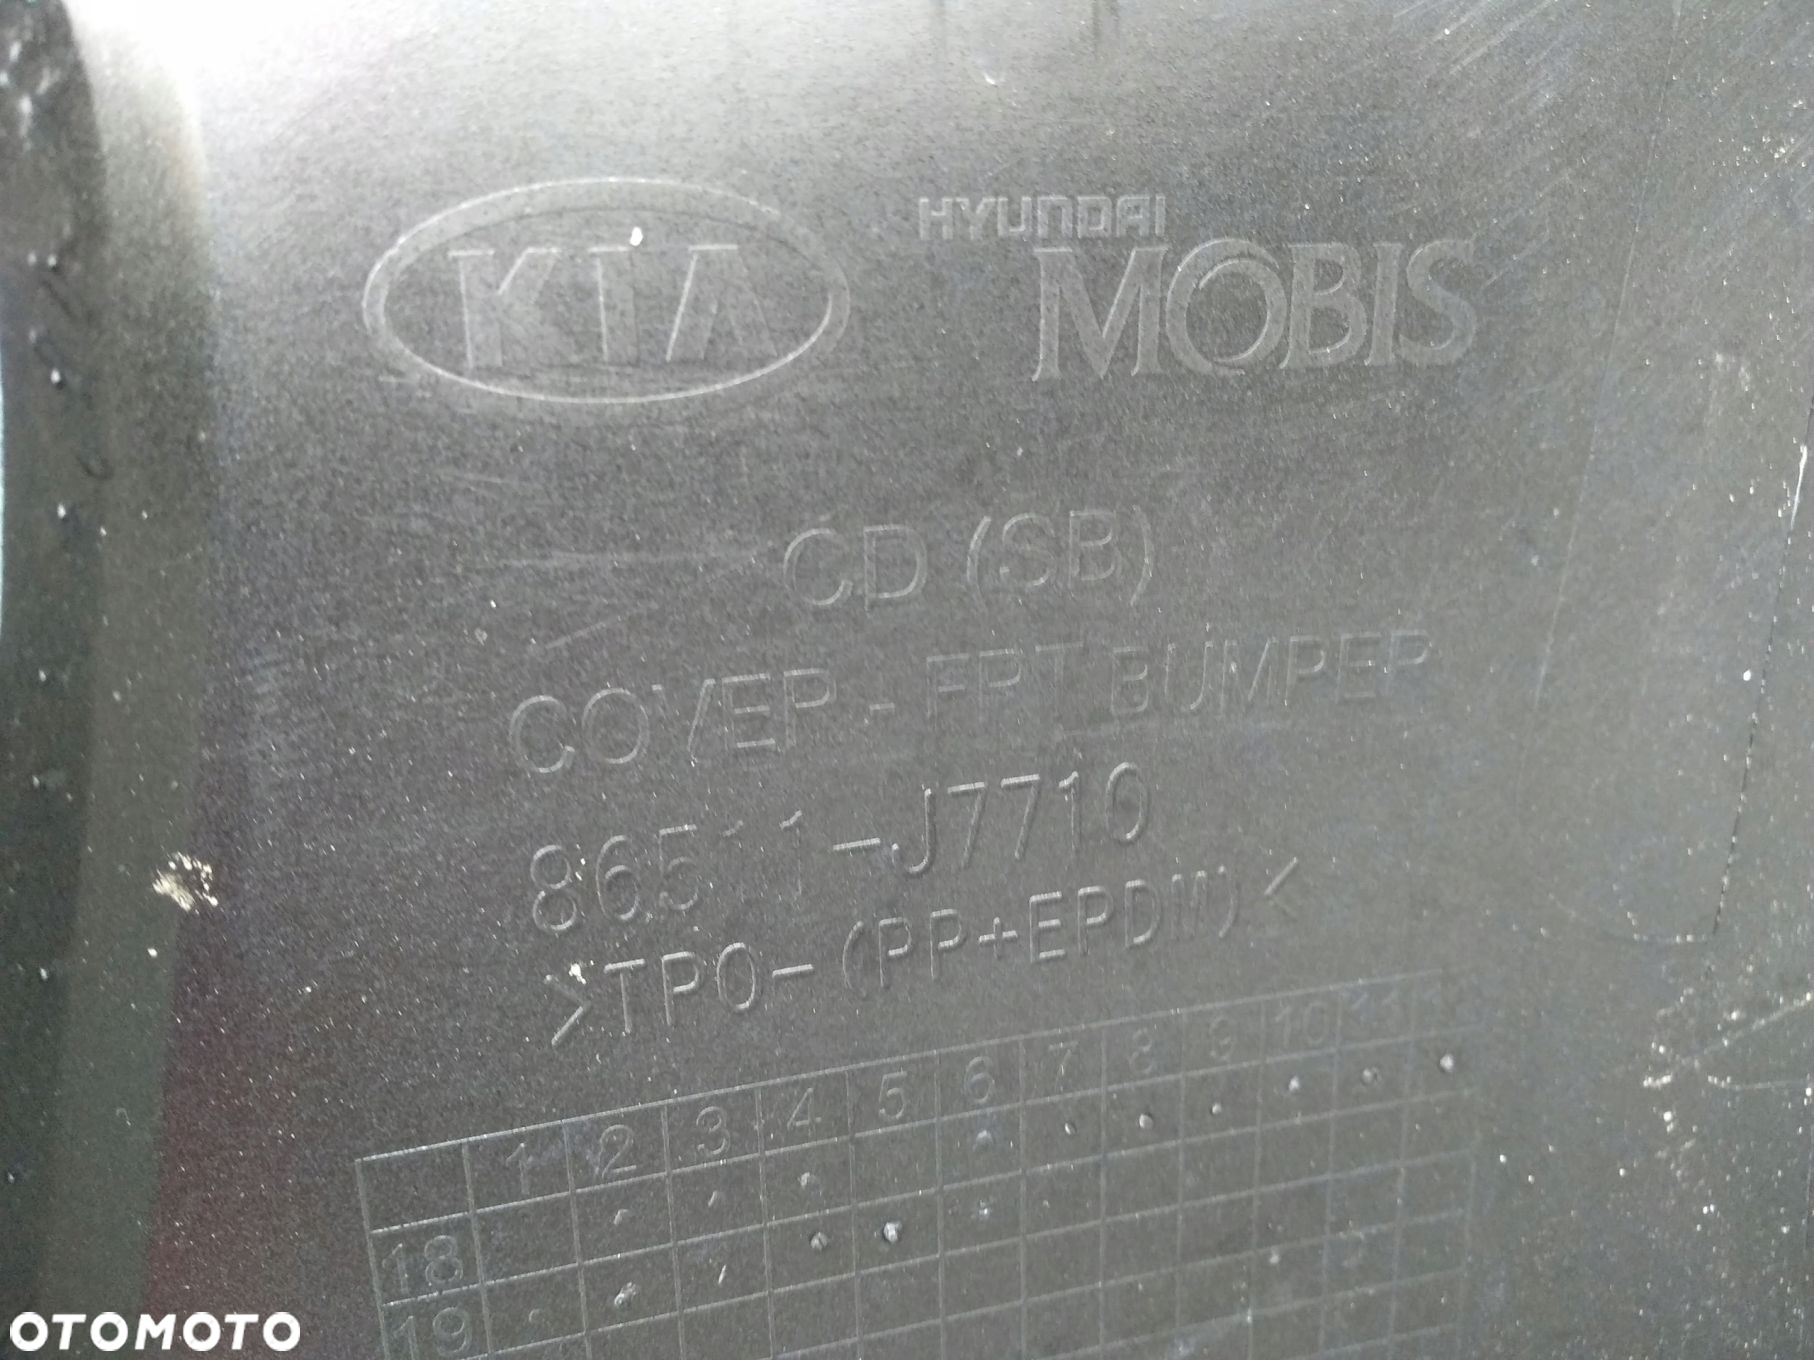 KIA
HYUNDAI
MOBIS
CD (SB)
COVER - FRT BUMPER
86511-J7710
>TPO-(PP+EPDM)<
1 2 3 4 5 6 7 8 9 10 11
18
19
OTOMOTO